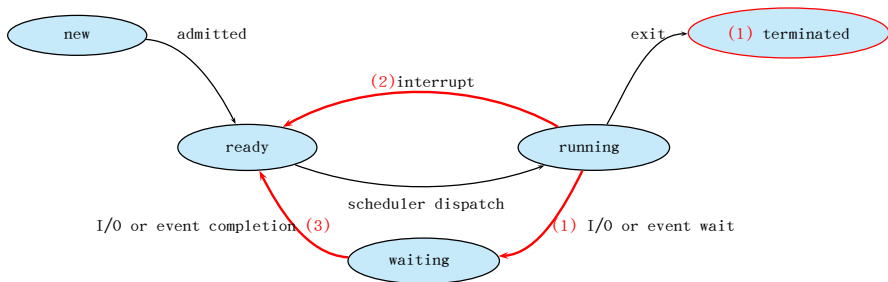 new
admitted
exit
(1) terminated
(2)interrupt
ready
running
scheduler dispatch
I/O or event completion (3)
(1) I/O or event wait
waiting